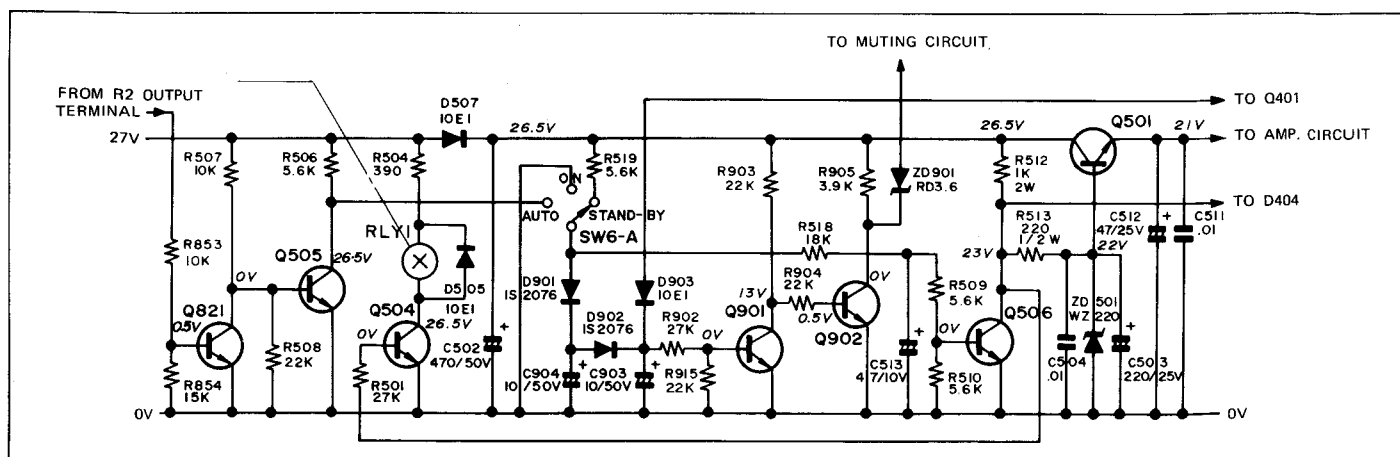 TO MUTING CIRCUIT
FROM R2 OUTPUT
TERMINAL
27V
D507
10E1
26.5V
TO Q401
26.5V
Q501
21V
TO AMP. CIRCUIT
R507
10K
R506
5.6K
R504
390
R519
5.6K
ON
AUTO
STAND-BY
SW6-A
R903
22K
R905
3.9K
ZD901
RD3.6
R512
1K
2W
TO D404
R513
220
1/2 W
C512
47/25V
C511
.01
RLY1
R518
18K
22V
23V
R853
10K
0V
Q505
26.5V
D505
10E1
D901
1S2076
D903
10E1
13V
R904
22K
0V
R509
5.6K
ZD501
WZ 220
Q821
0.5V
Q504
0V
26.5V
D902
1S2076
R902
27K
0V
Q901
0.5V
Q902
0V
Q506
R508
22K
C502
470/50V
R854
15K
R501
27K
C904
10/50V
C903
10/50V
R915
22K
C513
47/10V
R510
5.6K
C504
.01
C503
220/25V
0V
0V